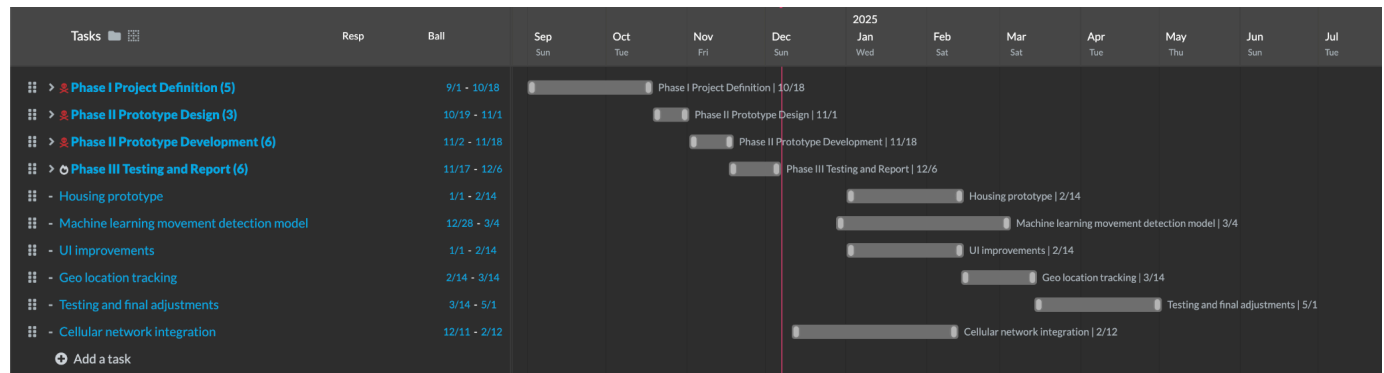 2025
Tasks Resp Ball Sep Oct Nov Dec Jan Feb Mar Apr May Jun Jul
Sun Tue Fri Sun Wed Sat Sat Tue Thu Sun Tue
Phase I Project Definition (5) 9/1 - 10/18 Phase I Project Definition | 10/18
Phase II Prototype Design (3) 10/19 - 11/1 Phase II Prototype Design | 11/1
Phase II Prototype Development (6) 11/2 - 11/18 Phase II Prototype Development | 11/18
Phase III Testing and Report (6) 11/17 - 12/6 Phase III Testing and Report | 12/6
- Housing prototype 1/1 - 2/14 Housing prototype | 2/14
- Machine learning movement detection model 12/28 - 3/4 Machine learning movement detection model | 3/4
- UI improvements 1/1 - 2/14 UI improvements | 2/14
- Geo location tracking 2/14 - 3/14 Geo location tracking | 3/14
- Testing and final adjustments 3/14 - 5/1 Testing and final adjustments | 5/1
- Cellular network integration 12/11 - 2/12 Cellular network integration | 2/12
Add a task